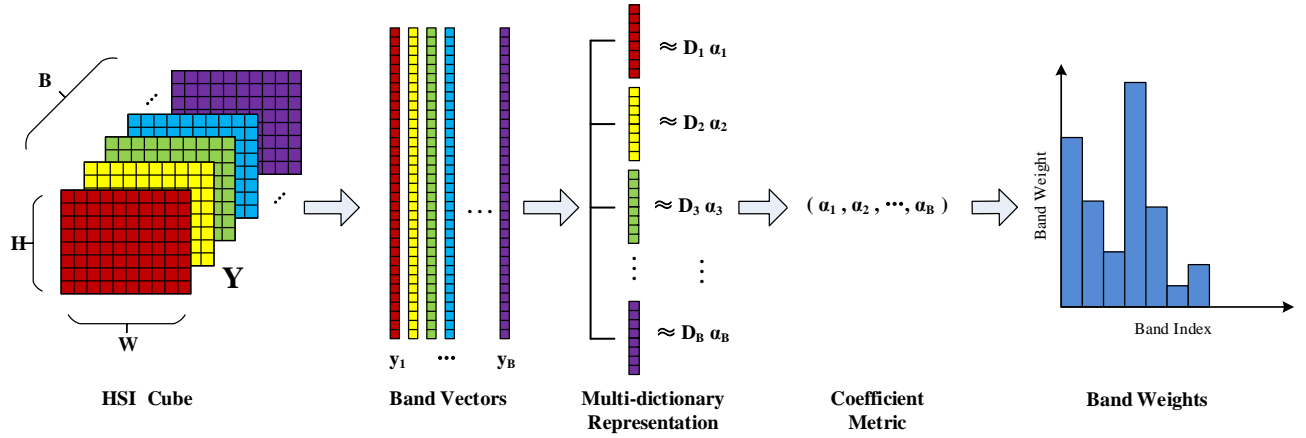 B
H
W
Y
y1 ... yB
≈ D1 α1
≈ D2 α2
≈ D3 α3
≈ DB αB
( α1 , α2 , ···, αB )
Band Weight
Band Index
HSI Cube
Band Vectors
Multi-dictionary
Representation
Coefficient
Metric
Band Weights